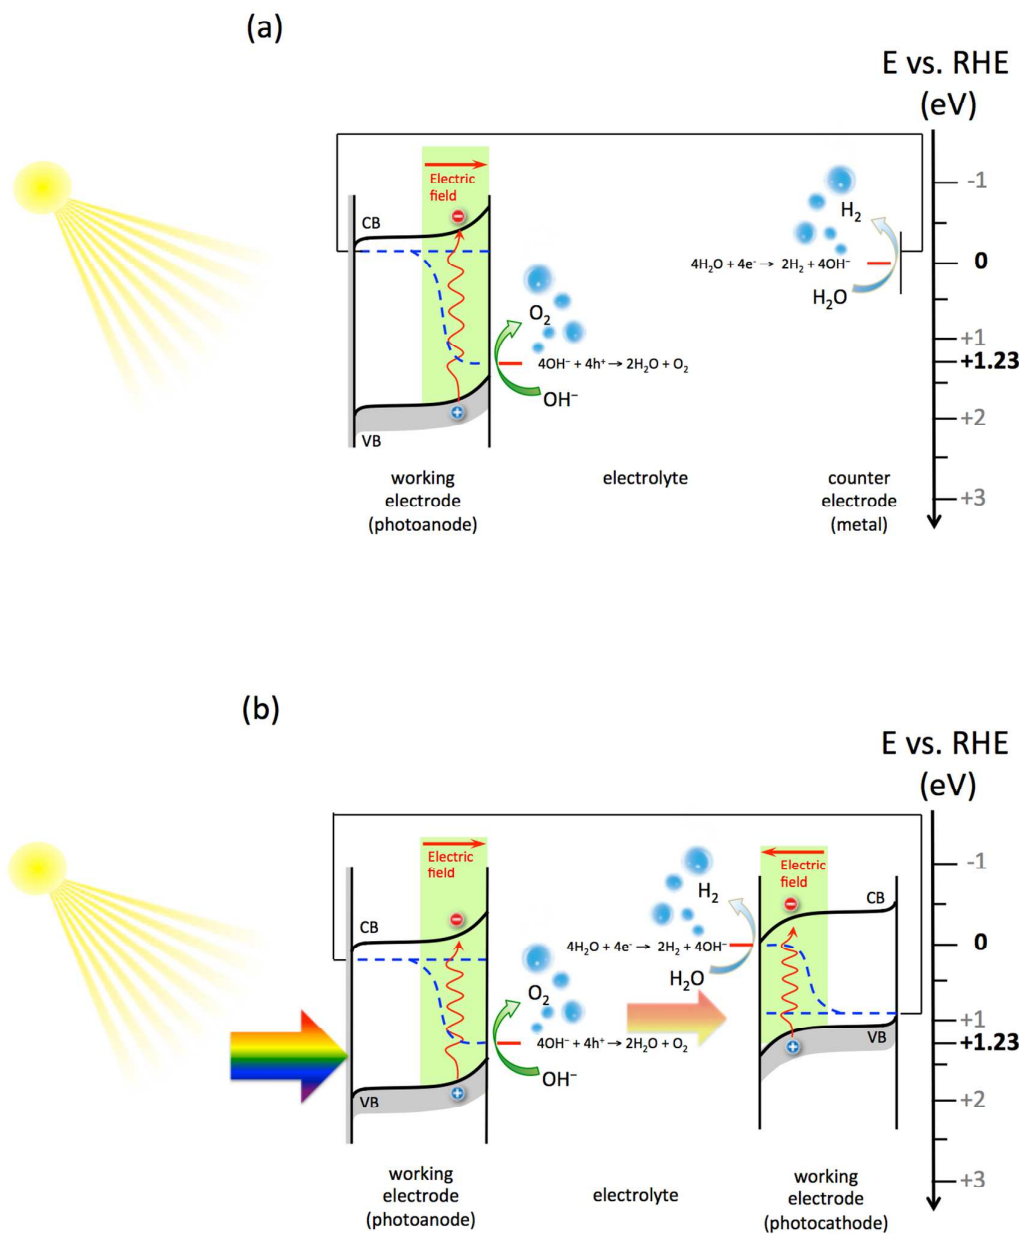 (a)
E vs. RHE
(eV)
Electric
field
CB
-1
H₂
4H₂O + 4e⁻ → 2H₂ + 4OH⁻
0
H₂O
O₂
+1
4OH⁻ + 4h⁺ → 2H₂O + O₂
+1.23
OH⁻
+2
VB
working
electrode
(photoanode)
electrolyte
counter
electrode
(metal)
+3
(b)
E vs. RHE
(eV)
Electric
field
Electric
field
-1
H₂
CB
CB
4H₂O + 4e⁻ → 2H₂ + 4OH⁻
0
H₂O
O₂
+1
VB
4OH⁻ + 4h⁺ → 2H₂O + O₂
+1.23
OH⁻
VB
+2
working
electrode
(photoanode)
electrolyte
working
electrode
(photocathode)
+3